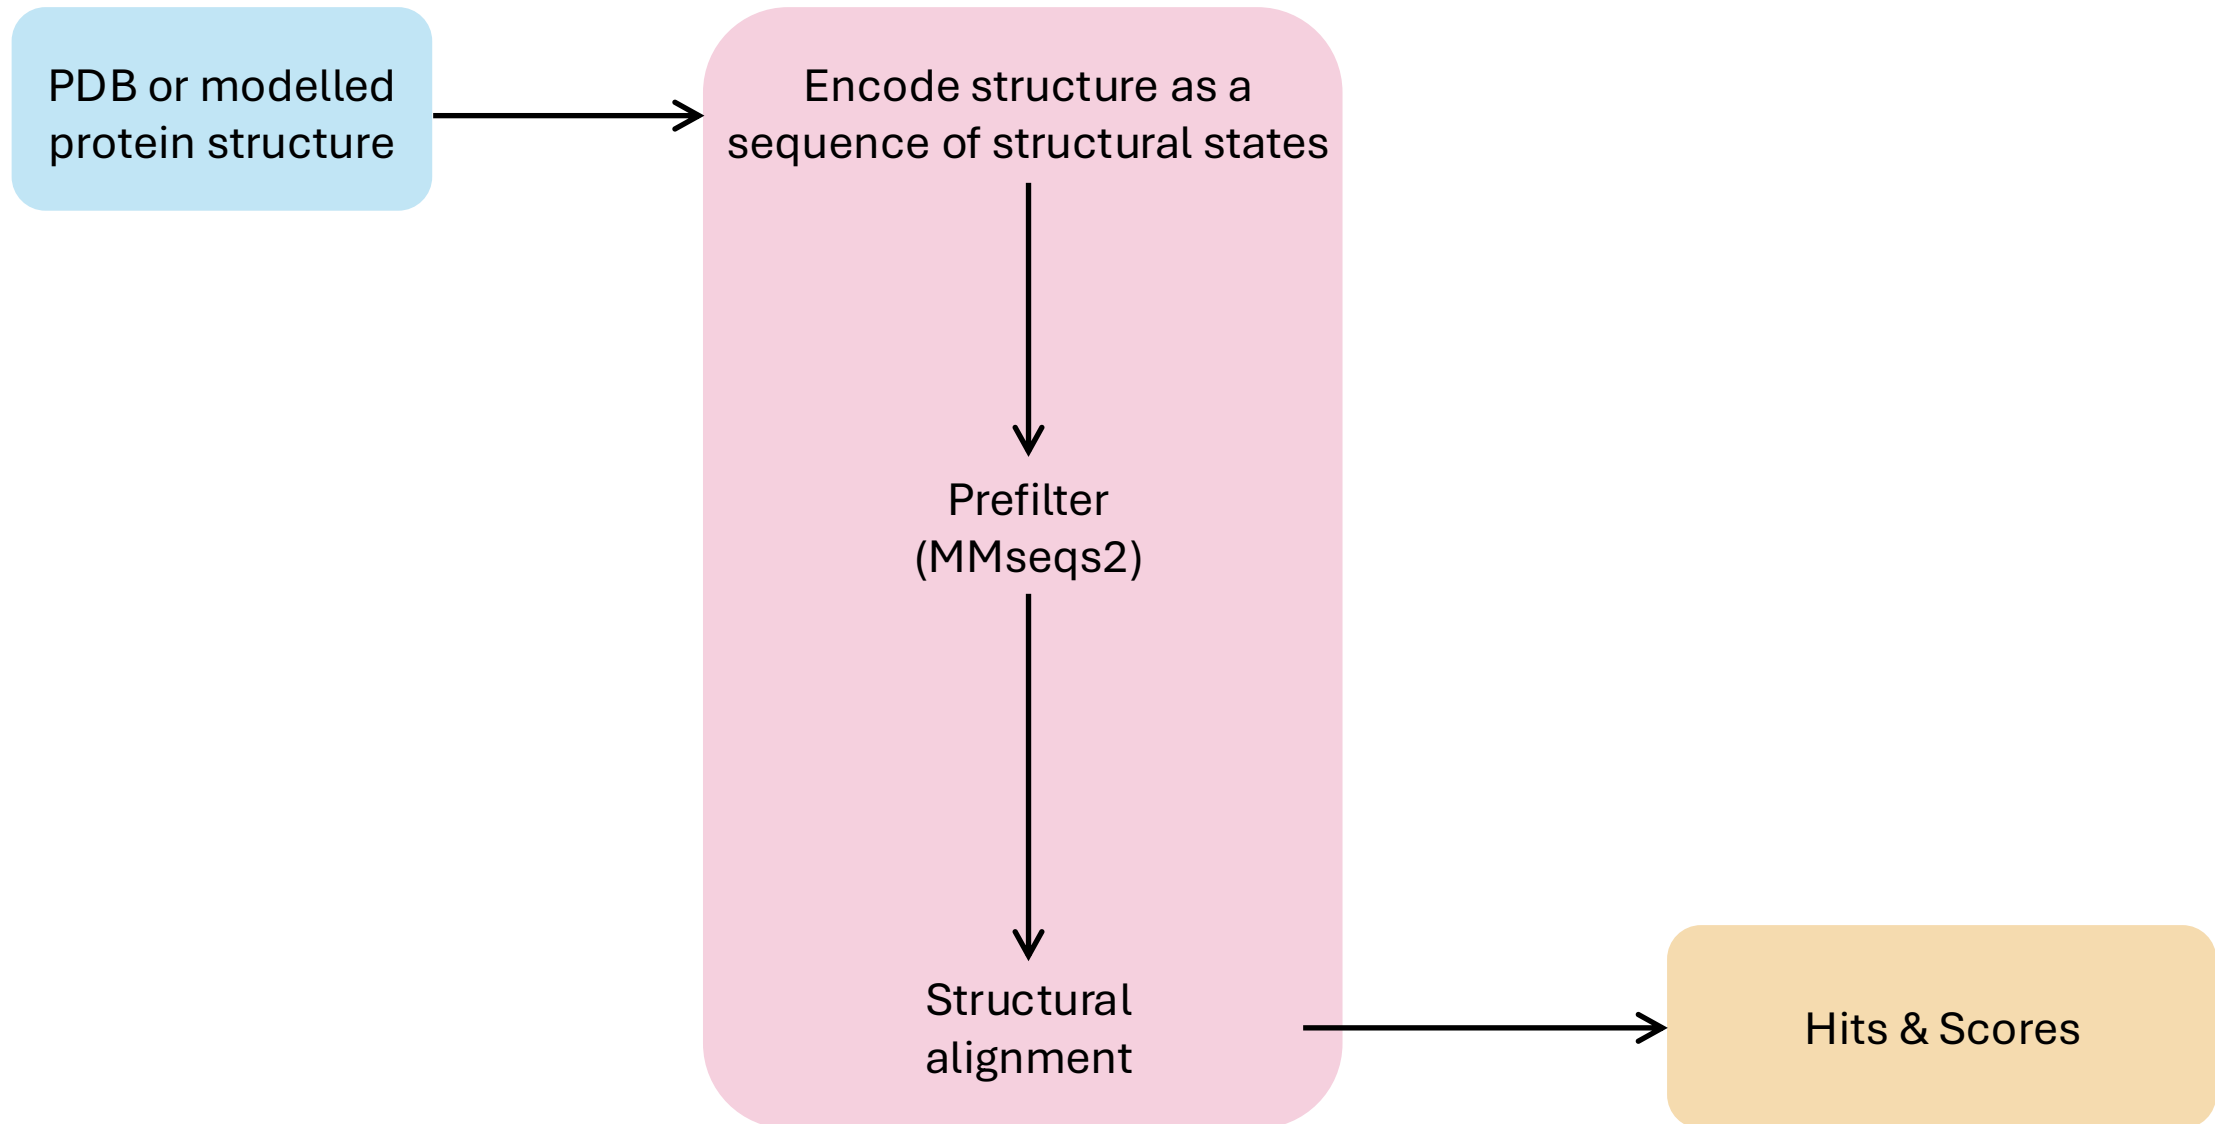 PDB or modelled
protein structure
Encode structure as a
sequence of structural states
Prefilter
(MMseqs2)
Structural
alignment
Hits & Scores